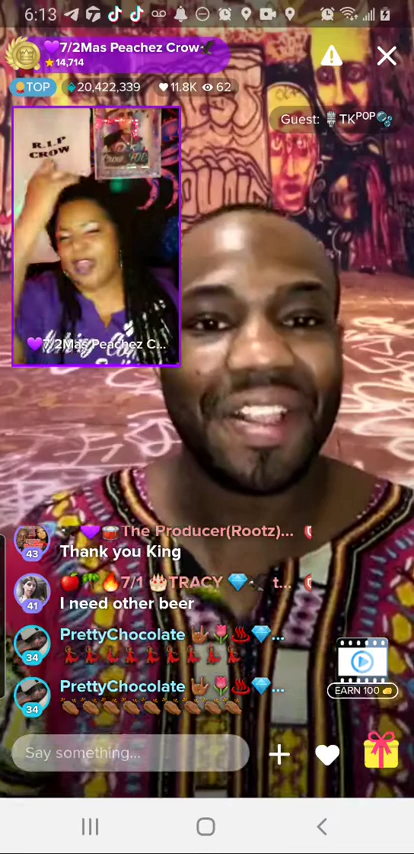 6:13
💜7/2Mas Peachez Crow
⭐14,714
TOP 20,422,339 11.8K 62
Guest: 🎙TKᴾᴼᴾ🫧
R.I.P
CROW
💜7/2Mas Peachez C...
💜🥁The Producer(Rootz)...
43
Thank you King
🍎🌴🔥7/1 🎂TRACY 💎 t...
41
I need other beer
PrettyChocolate 🤟🏾🌷♨️💎...
34
💃🏾💃🏾💃🏾💃🏾💃🏾💃🏾💃🏾💃🏾💃🏾
PrettyChocolate 🤟🏾🌷♨️💎...
34
👏🏾👏🏾👏🏾👏🏾👏🏾👏🏾👏🏾👏🏾👏🏾
EARN 100
Say something...